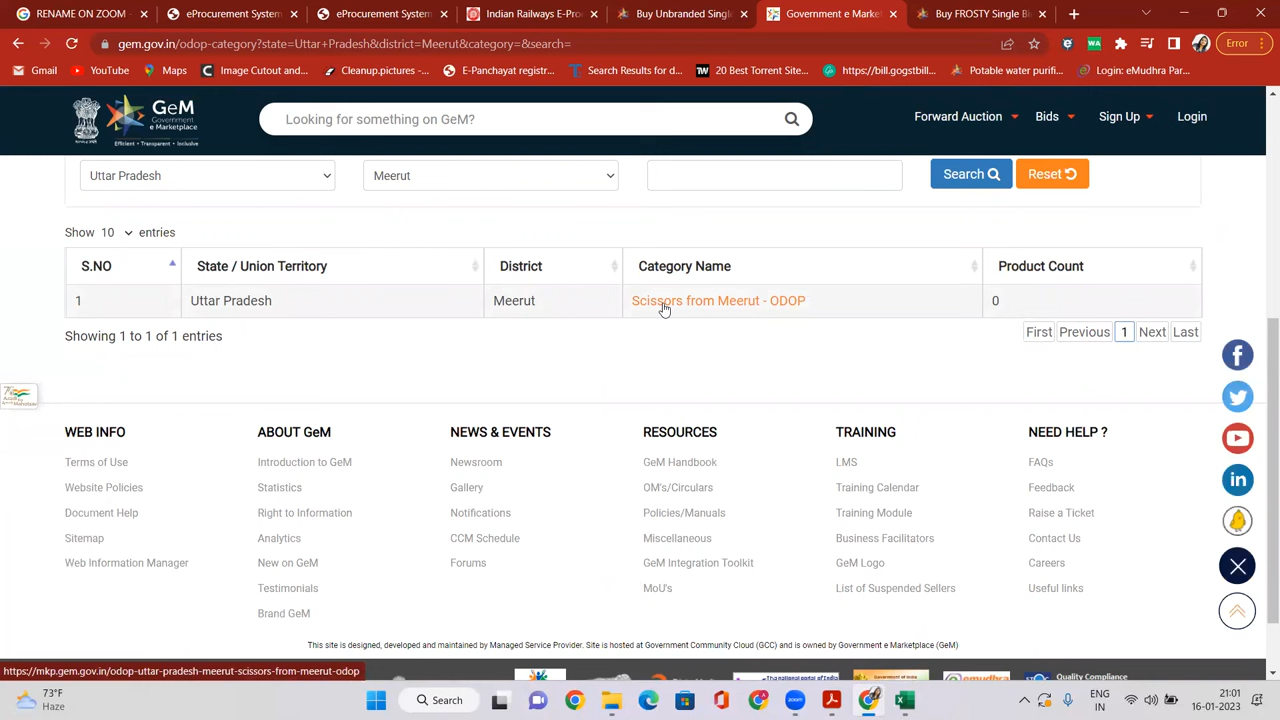 RENAME ON ZOOM -
eProcurement System
eProcurement System
Indian Railways E-Pro
Buy Unbranded Single
Government e Market
Buy FROSTY Single Bl
gem.gov.in/odop-category?state=Uttar+Pradesh&district=Meerut&category=&search=
Error
Gmail
YouTube
Maps
Image Cutout and...
Cleanup.pictures -...
E-Panchayat registr...
Search Results for d...
20 Best Torrent Site...
https://bill.gogstbill...
Potable water purifi...
Login: eMudhra Par...
GeM
Government
e Marketplace
Efficient • Transparent • Inclusive
Looking for something on GeM?
Forward Auction
Bids
Sign Up
Login
Uttar Pradesh
Meerut
Search
Reset
Show 10 entries
S.NO
State / Union Territory
District
Category Name
Product Count
1
Uttar Pradesh
Meerut
Scissors from Meerut - ODOP
0
Showing 1 to 1 of 1 entries
First
Previous
1
Next
Last
WEB INFO
ABOUT GeM
NEWS & EVENTS
RESOURCES
TRAINING
NEED HELP ?
Terms of Use
Introduction to GeM
Newsroom
GeM Handbook
LMS
FAQs
Website Policies
Statistics
Gallery
OM's/Circulars
Training Calendar
Feedback
Document Help
Right to Information
Notifications
Policies/Manuals
Training Module
Raise a Ticket
Sitemap
Analytics
CCM Schedule
Miscellaneous
Business Facilitators
Contact Us
Web Information Manager
New on GeM
Forums
GeM Integration Toolkit
GeM Logo
Careers
Testimonials
MoU's
List of Suspended Sellers
Useful links
Brand GeM
This site is designed, developed and maintained by Managed Service Provider. Site is hosted at Government Community Cloud (GCC) and is owned by Government e Marketplace (GeM)
https://mkp.gem.gov.in/odop-uttar-pradesh-meerut-scissors-from-meerut-odop
emudhra
Quality Compliance
73°F
Haze
Search
zoom
ENG
IN
21:01
16-01-2023